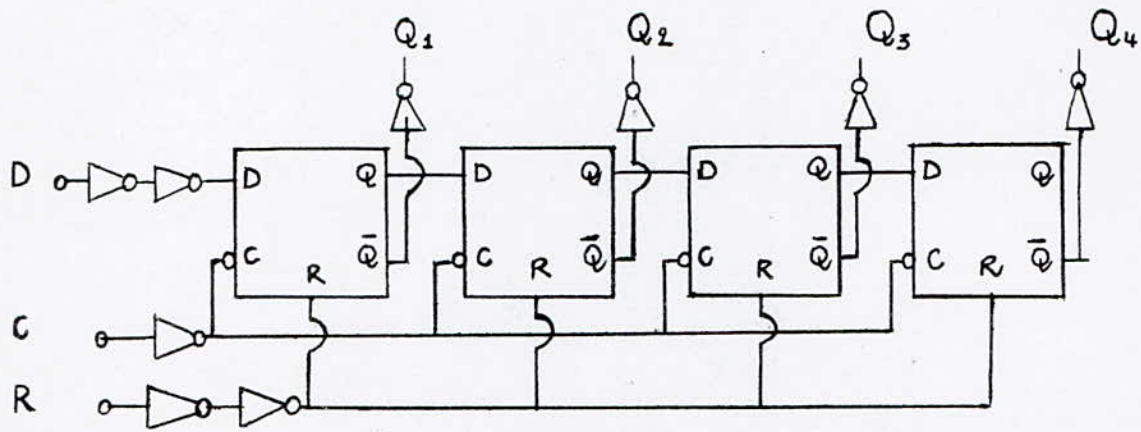 Q1 Q2 Q3 Q4
D D Q D Q D Q D Q
C Q̅ C Q̅ C Q̅ C Q̅
R R R R
C
R